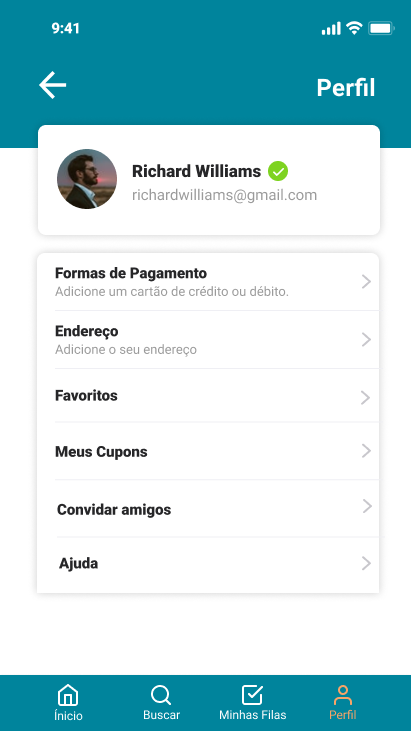 9:41
Perfil
Richard Williams
richardwilliams@gmail.com
Formas de Pagamento
Adicione um cartão de crédito ou débito.
Endereço
Adicione o seu endereço
Favoritos
Meus Cupons
Convidar amigos
Ajuda
Ínicio
Buscar
Minhas Filas
Perfil